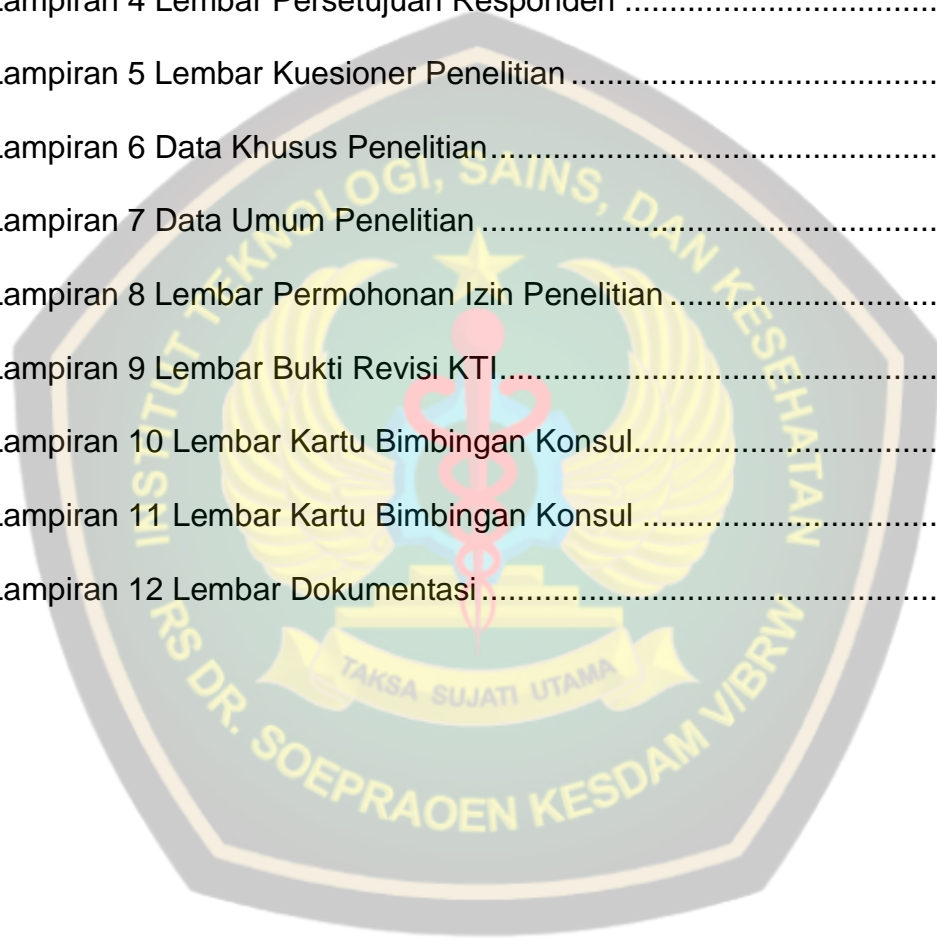 Lampiran 4 Lembar Persetujuan Responden ....................................
Lampiran 5 Lembar Kuesioner Penelitian ..........................................
Lampiran 6 Data Khusus Penelitian ....................................................
Lampiran 7 Data Umum Penelitian .....................................................
Lampiran 8 Lembar Permohonan Izin Penelitian ...............................
Lampiran 9 Lembar Bukti Revisi KTI ...................................................
Lampiran 10 Lembar Kartu Bimbingan Konsul ...................................
Lampiran 11 Lembar Kartu Bimbingan Konsul ..................................
Lampiran 12 Lembar Dokumentasi .....................................................
INSTITUT TEKNOLOGI, SAINS, DAN KESEHATAN
TAKSA SUJATI UTAMA
RS DR. SOEPRAOEN KESDAM V/BRW